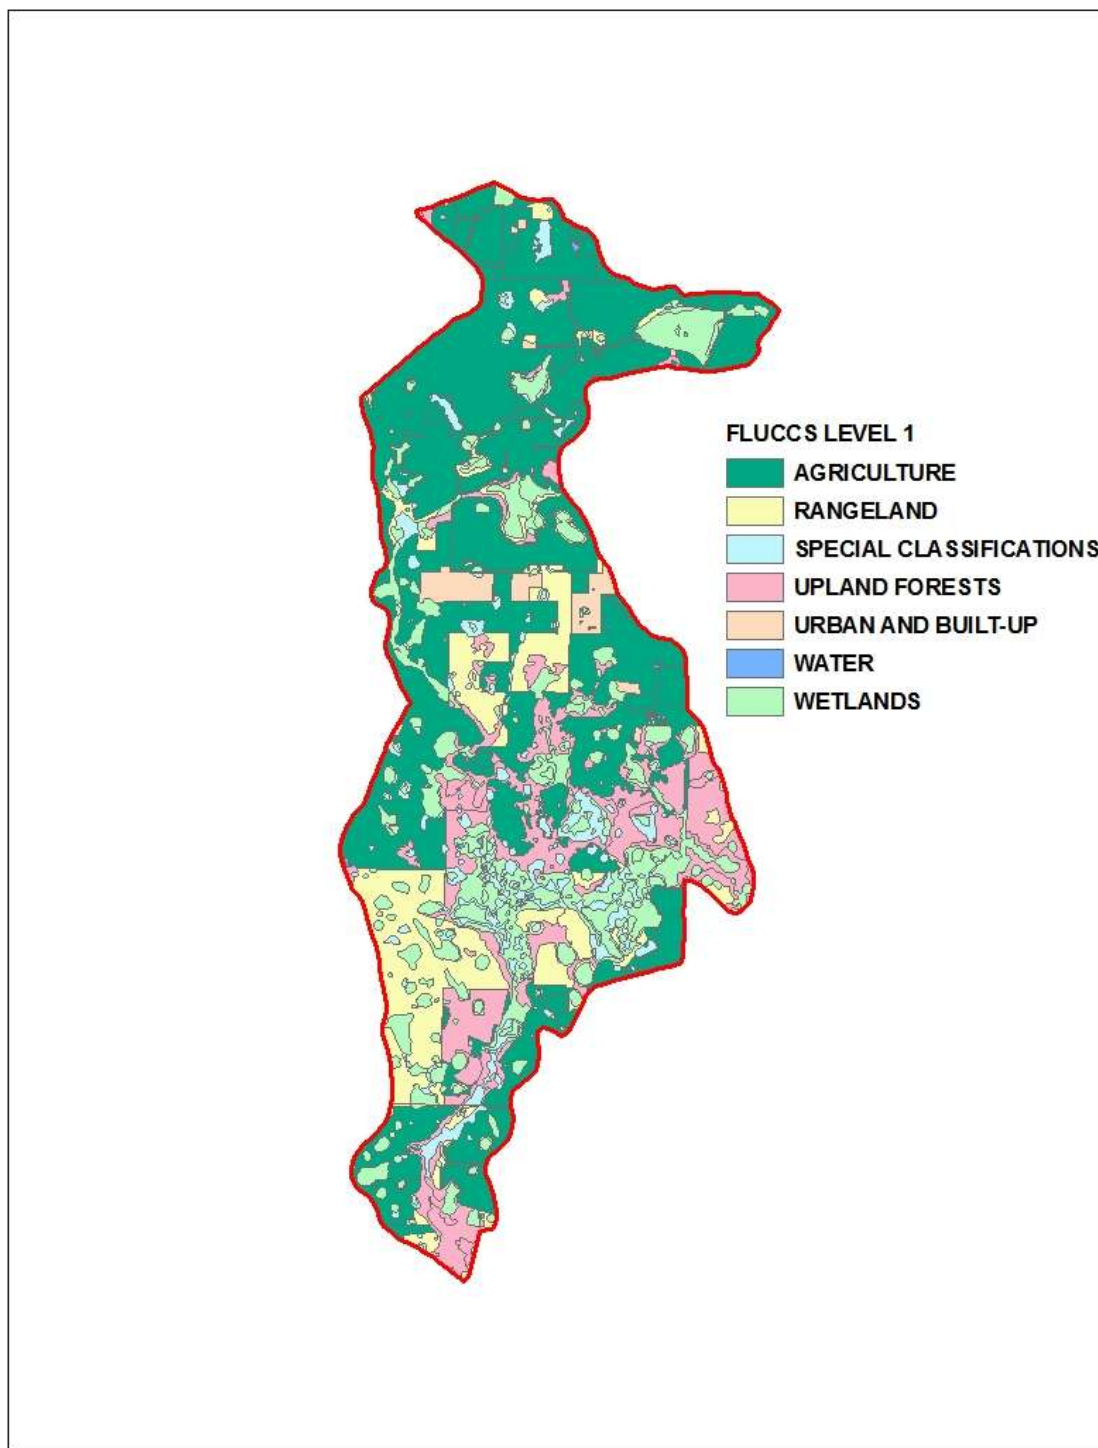 FLUCCS LEVEL 1
AGRICULTURE
RANGELAND
SPECIAL CLASSIFICATIONS
UPLAND FORESTS
URBAN AND BUILT-UP
WATER
WETLANDS